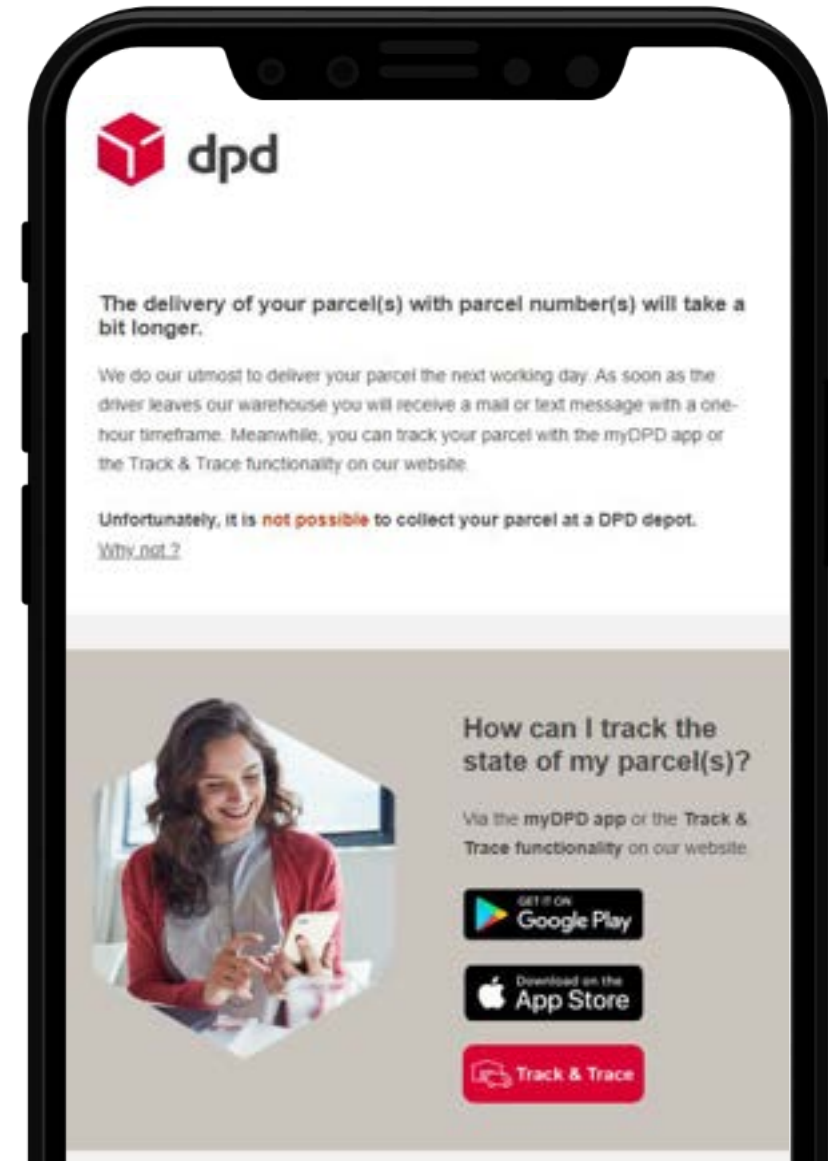 dpd
The delivery of your parcel(s) with parcel number(s) will take a
bit longer.
We do our utmost to deliver your parcel the next working day. As soon as the
driver leaves our warehouse you will receive a mail or text message with a one-
hour timeframe. Meanwhile, you can track your parcel with the myDPD app or
the Track & Trace functionality on our website.
Unfortunately, it is not possible to collect your parcel at a DPD depot.
Why not ?
How can I track the
state of my parcel(s)?
Via the myDPD app or the Track &
Trace functionality on our website.
GET IT ON
Google Play
Download on the
App Store
Track & Trace